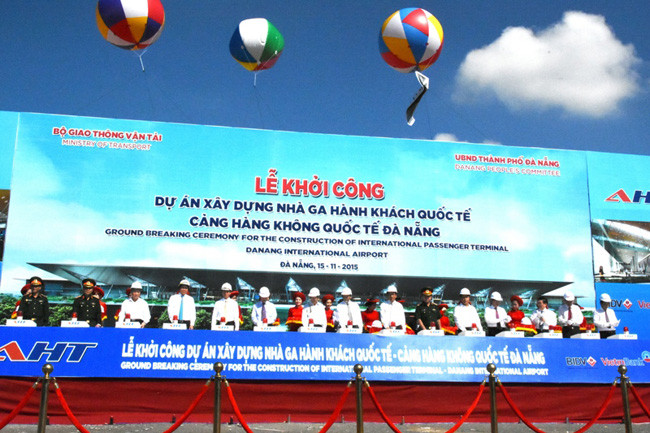 BỘ GIAO THÔNG VẬN TẢI
MINISTRY OF TRANSPORT
UBND THÀNH PHỐ ĐÀ NẴNG
DANANG PEOPLE'S COMMITTEE
LỄ KHỞI CÔNG
DỰ ÁN XÂY DỰNG NHÀ GA HÀNH KHÁCH QUỐC TẾ
CẢNG HÀNG KHÔNG QUỐC TẾ ĐÀ NẴNG
GROUND BREAKING CEREMONY FOR THE CONSTRUCTION OF INTERNATIONAL PASSENGER TERMINAL
DANANG INTERNATIONAL AIRPORT
ĐÀ NẴNG, 15-11-2015
AHT
BIDV
AHT
LỄ KHỞI CÔNG DỰ ÁN XÂY DỰNG NHÀ GA HÀNH KHÁCH QUỐC TẾ - CẢNG HÀNG KHÔNG QUỐC TẾ ĐÀ NẴNG
GROUND BREAKING CEREMONY FOR THE CONSTRUCTION OF INTERNATIONAL PASSENGER TERMINAL - DANANG INTERNATIONAL AIRPORT
BIDV
VietinBank